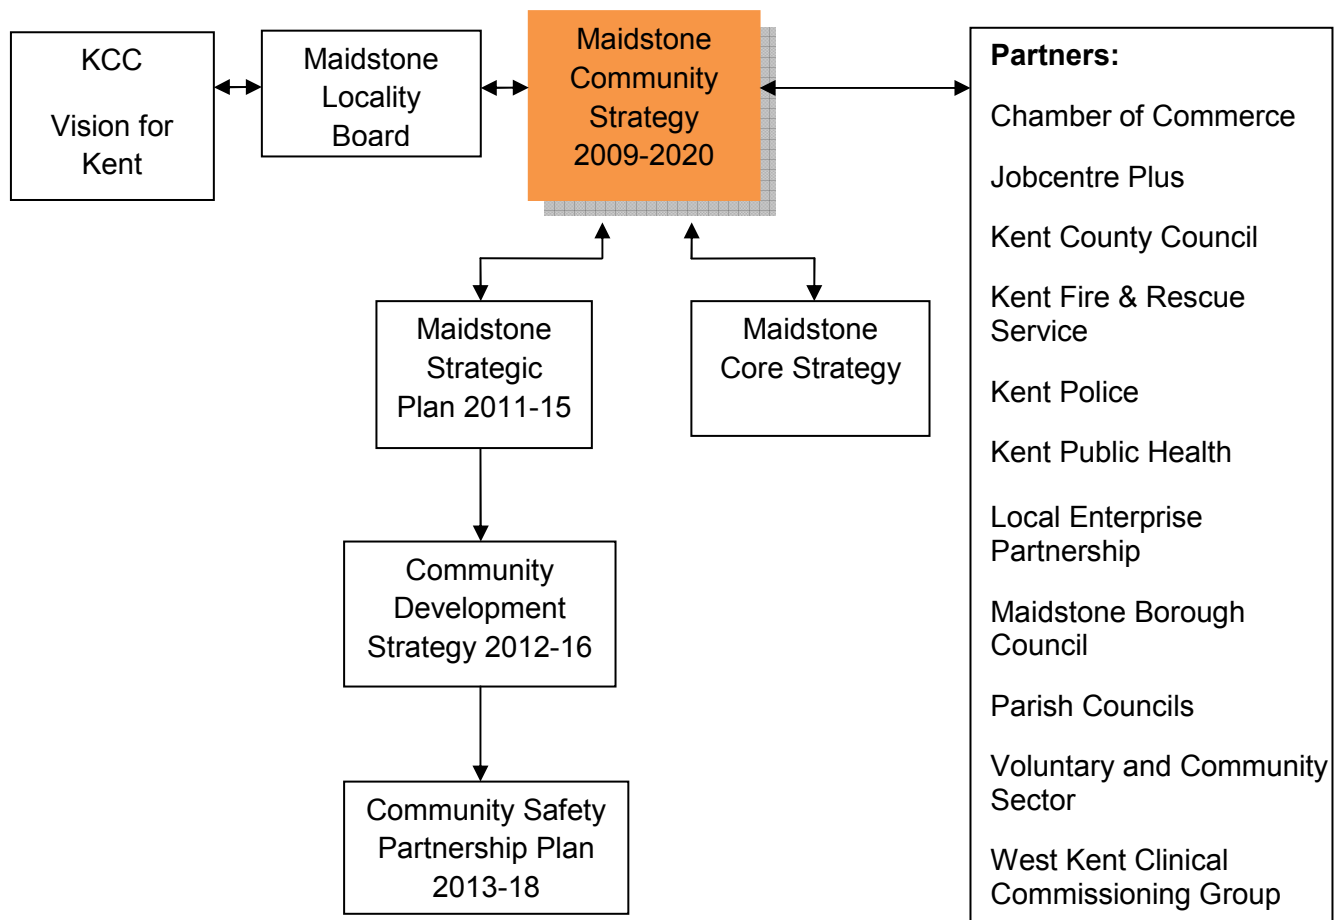 KCC
Vision for
Kent
Maidstone
Locality
Board
Maidstone
Community
Strategy
2009-2020
Partners:
Chamber of Commerce
Jobcentre Plus
Kent County Council
Kent Fire & Rescue
Service
Kent Police
Kent Public Health
Local Enterprise
Partnership
Maidstone Borough
Council
Parish Councils
Voluntary and Community
Sector
West Kent Clinical
Commissioning Group
Maidstone
Strategic
Plan 2011-15
Maidstone
Core Strategy
Community
Development
Strategy 2012-16
Community Safety
Partnership Plan
2013-18